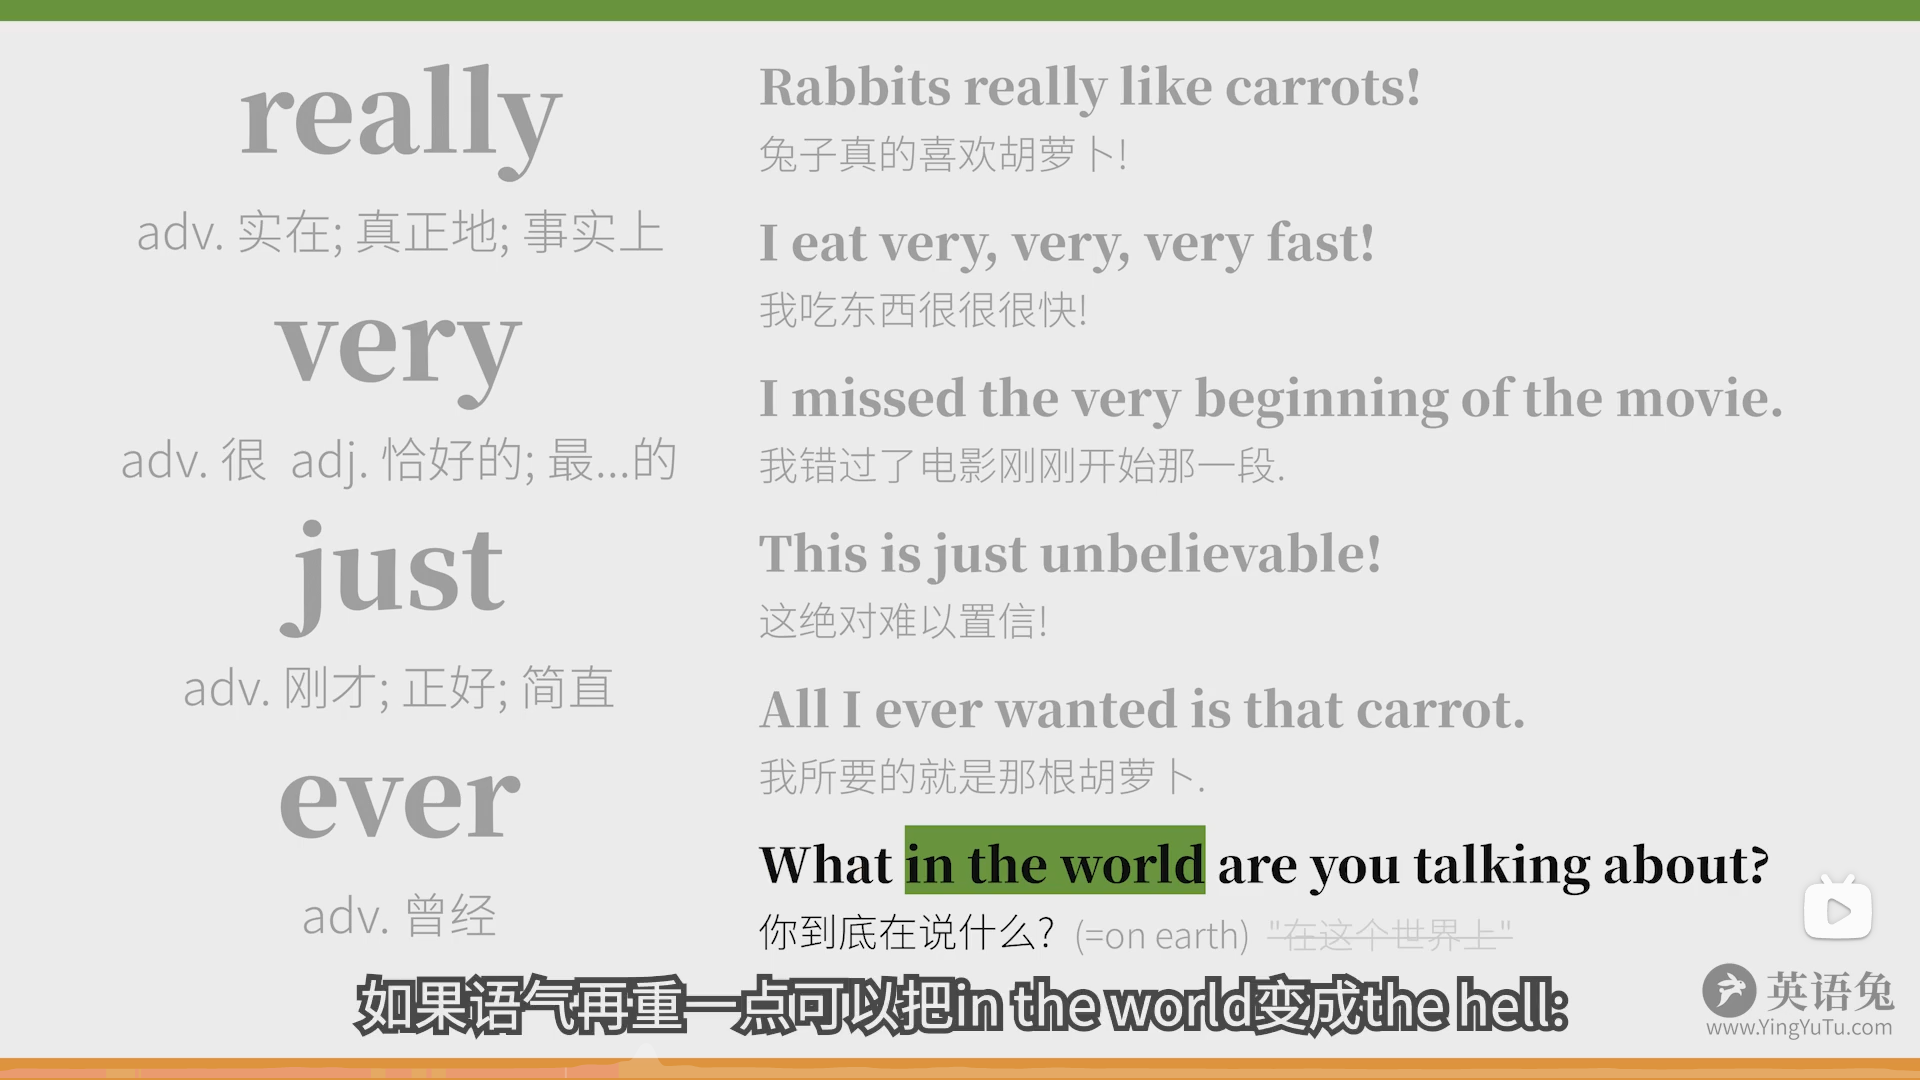 really
adv. 实在; 真正地; 事实上
very
adv. 很 adj. 恰好的; 最...的
just
adv. 刚才; 正好; 简直
ever
adv. 曾经
Rabbits really like carrots!
兔子真的喜欢胡萝卜!
I eat very, very, very fast!
我吃东西很很很快!
I missed the very beginning of the movie.
我错过了电影刚刚开始那一段.
This is just unbelievable!
这绝对难以置信!
All I ever wanted is that carrot.
我所要的就是那根胡萝卜.
What in the world are you talking about?
你到底在说什么? (=on earth) "在这个世界上"
如果语气再重一点可以把in the world变成the hell:
英语兔
www.YingYuTu.com